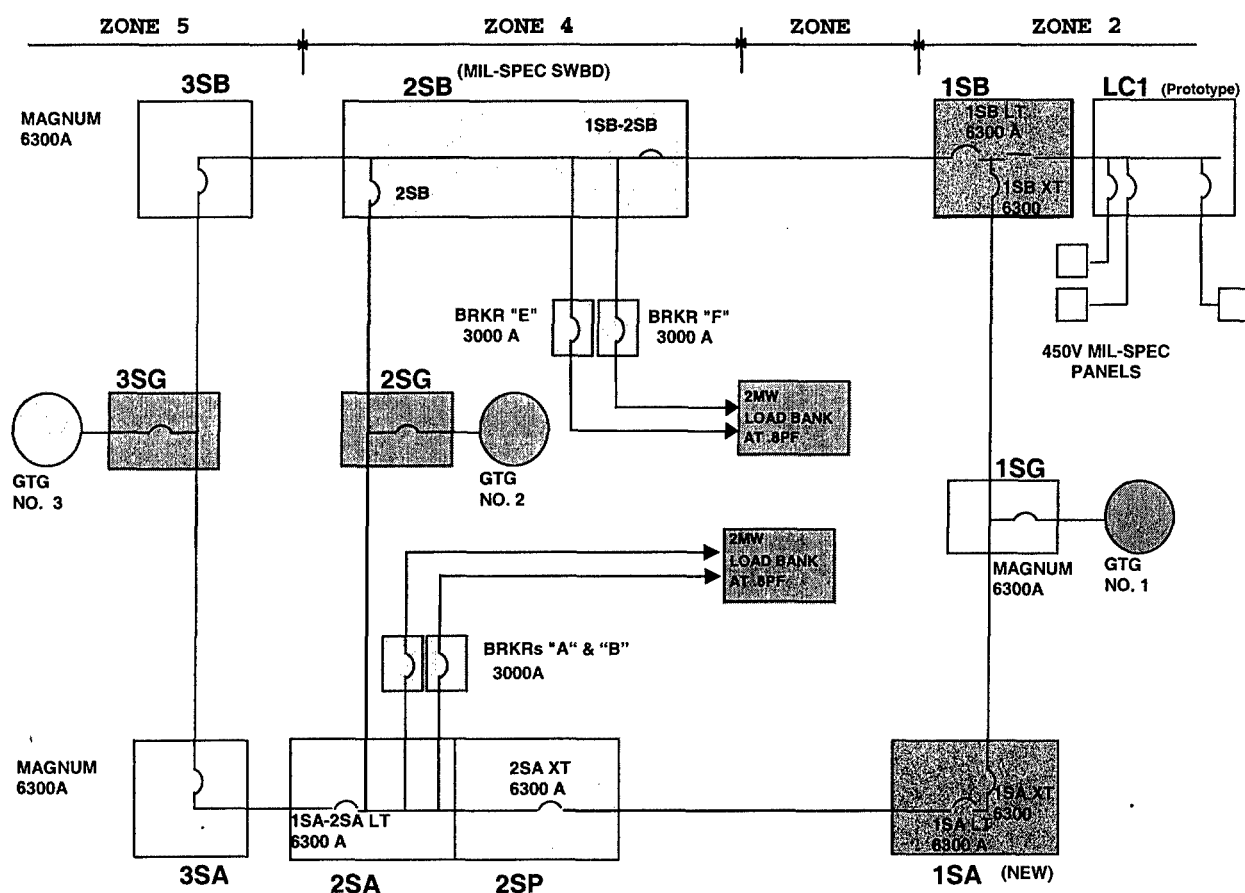 ZONE 5
ZONE 4
ZONE
ZONE 2
(MIL-SPEC SWBD)
3SB
2SB
1SB
LC1 (Prototype)
MAGNUM
6300A
1SB-2SB
1SB LT
6300 A
2SB
1SB XT
6300
BRKR "E"
3000 A
BRKR "F"
3000 A
450V MIL-SPEC
PANELS
3SG
2SG
2MW
LOAD BANK
AT .8PF
GTG
NO. 3
GTG
NO. 2
1SG
2MW
LOAD BANK
AT .8PF
MAGNUM
6300A
GTG
NO. 1
BRKRs "A" & "B"
3000A
MAGNUM
6300A
2SA XT
6300 A
1SA-2SA LT
6300 A
1SA XT
6300
1SA LT
6300 A
3SA
2SA
2SP
1SA (NEW)